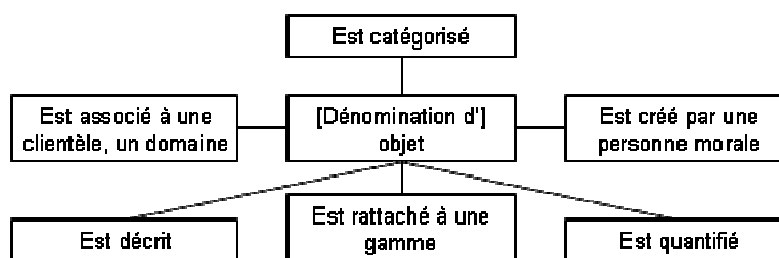 Est catégorisé
Est associé à une
clientèle, un domaine
[Dénomination d']
objet
Est créé par une
personne morale
Est décrit
Est rattaché à une
gamme
Est quantifié